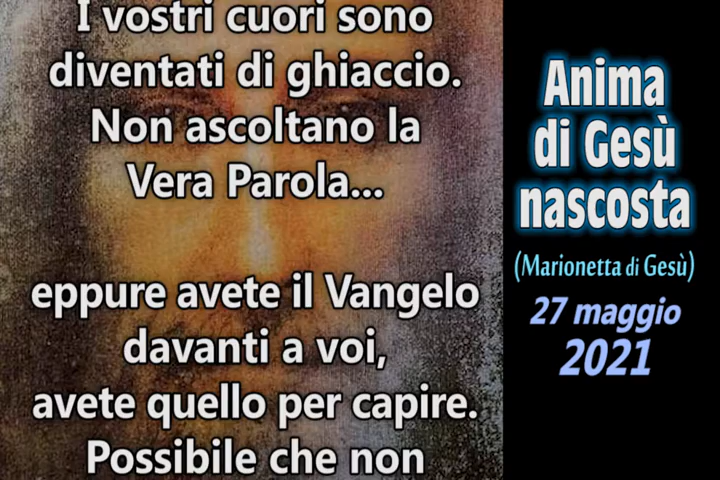 I vostri cuori sono
diventati di ghiaccio.
Non ascoltano la
Vera Parola...
eppure avete il Vangelo
davanti a voi,
avete quello per capire.
Possibile che non
Anima
di Gesù
nascosta
(Marionetta di Gesù)
27 maggio
2021